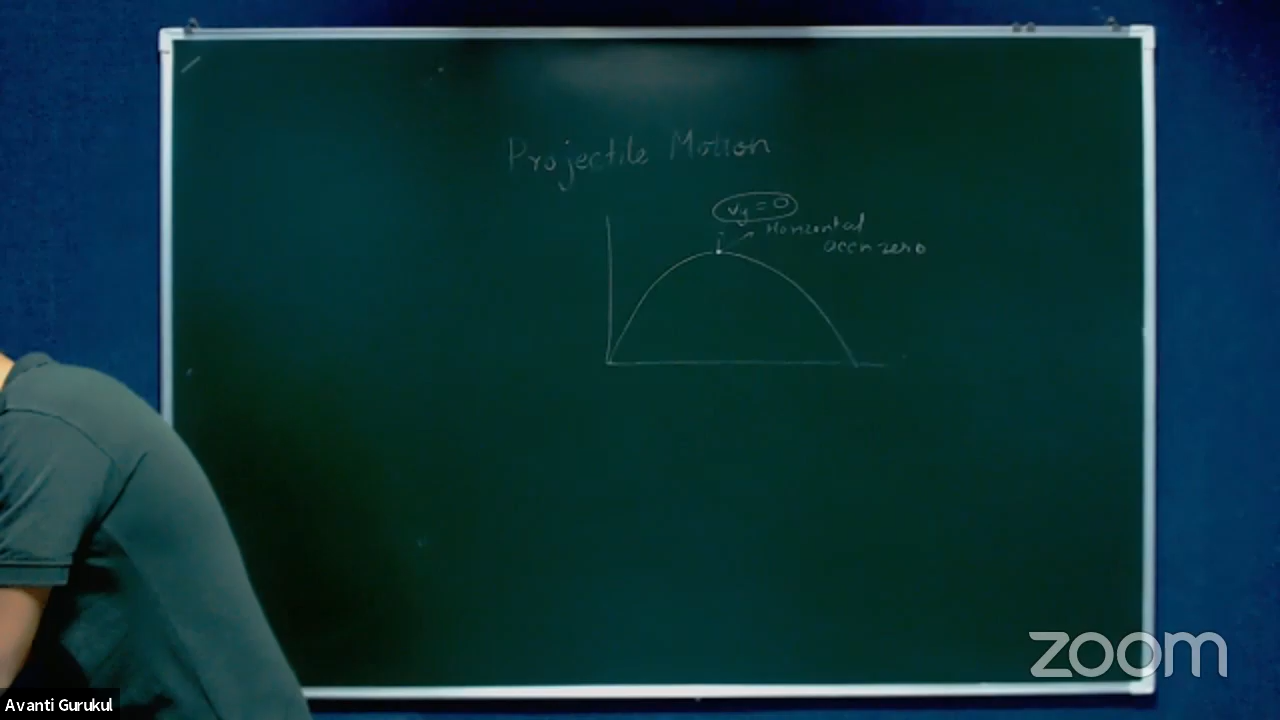 Projectile Motion
vy = 0
Horizontal
accn zero
zoom
Avanti Gurukul